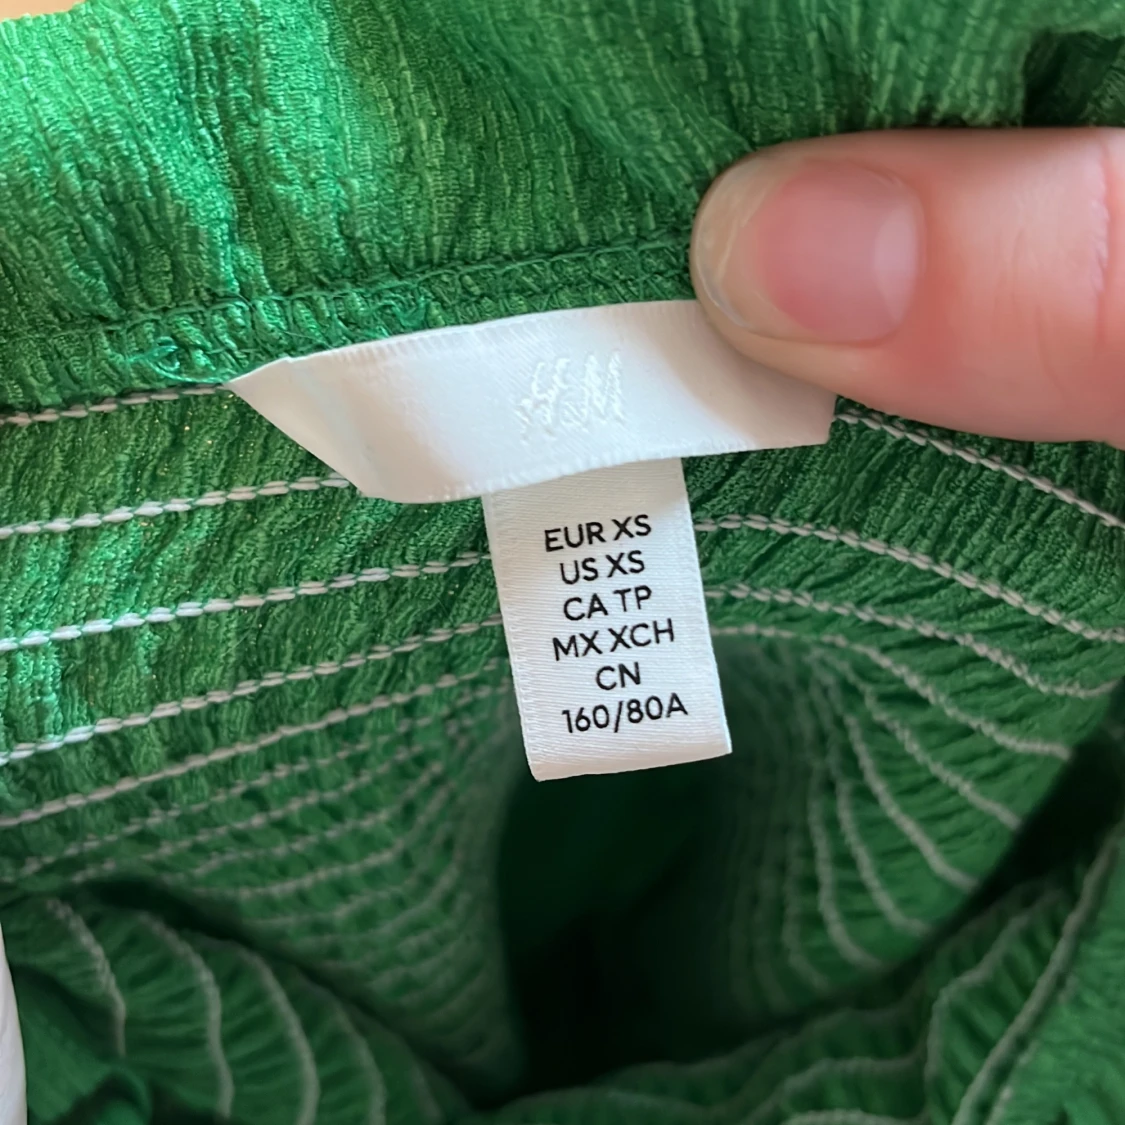 H&M
EUR XS
US XS
CA TP
MX XCH
CN
160/80A